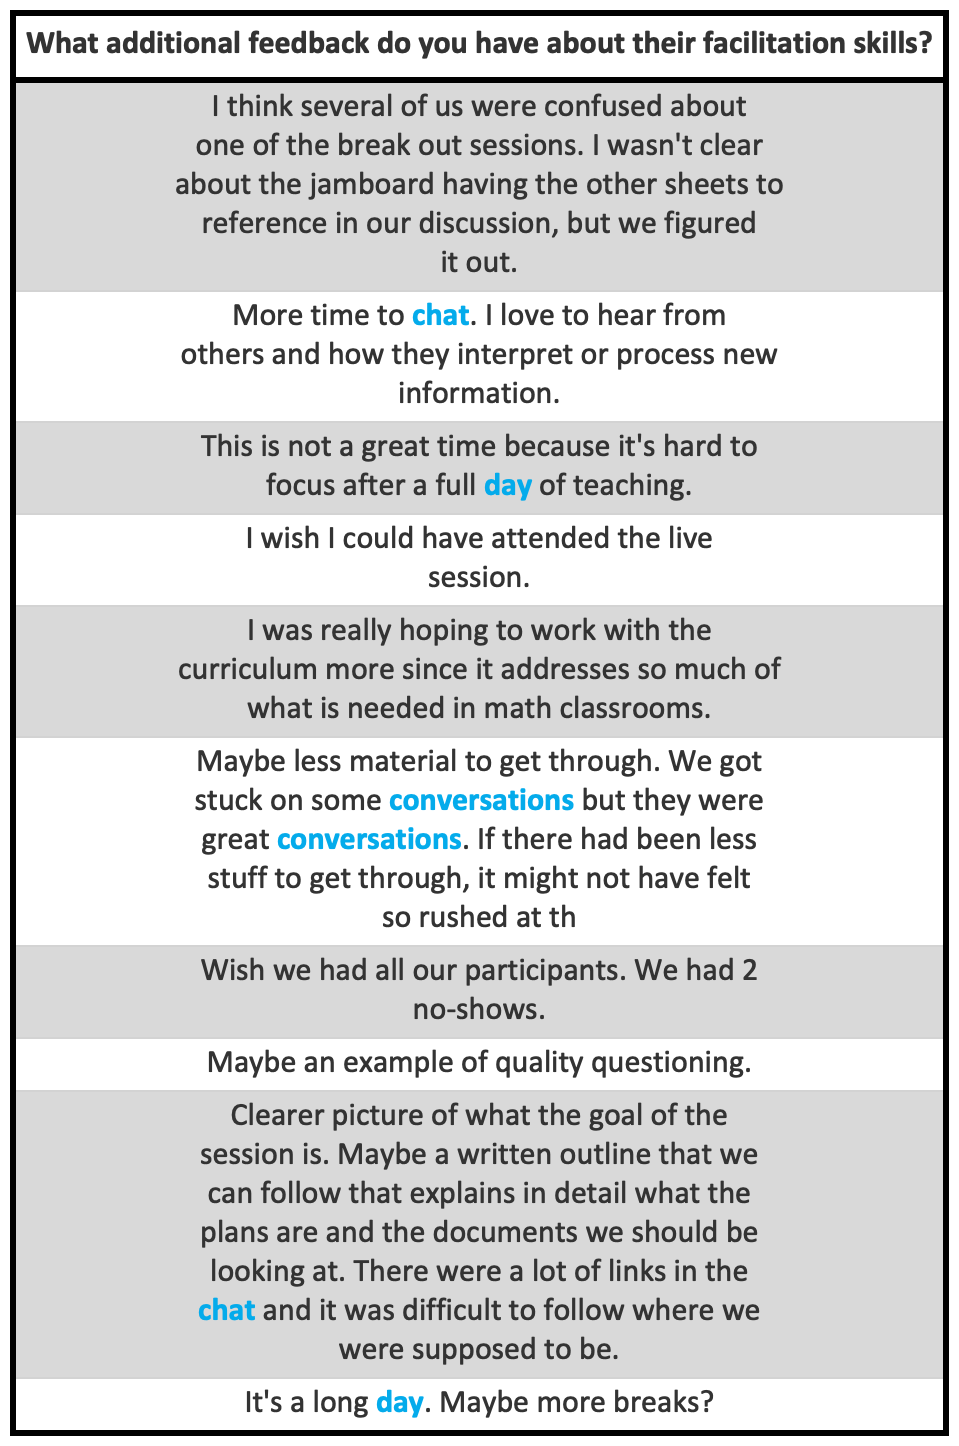 What additional feedback do you have about their facilitation skills?
I think several of us were confused about
one of the break out sessions. I wasn't clear
about the jamboard having the other sheets to
reference in our discussion, but we figured
it out.
More time to chat. I love to hear from
others and how they interpret or process new
information.
This is not a great time because it's hard to
focus after a full day of teaching.
I wish I could have attended the live
session.
I was really hoping to work with the
curriculum more since it addresses so much of
what is needed in math classrooms.
Maybe less material to get through. We got
stuck on some conversations but they were
great conversations. If there had been less
stuff to get through, it might not have felt
so rushed at th
Wish we had all our participants. We had 2
no-shows.
Maybe an example of quality questioning.
Clearer picture of what the goal of the
session is. Maybe a written outline that we
can follow that explains in detail what the
plans are and the documents we should be
looking at. There were a lot of links in the
chat and it was difficult to follow where we
were supposed to be.
It's a long day. Maybe more breaks?